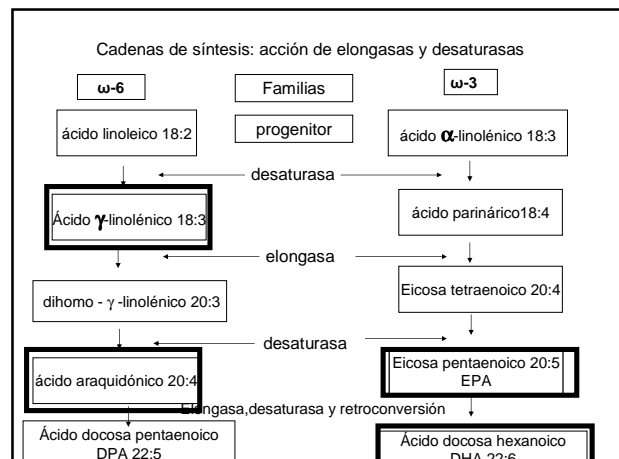 Cadenas de síntesis: acción de elongasas y desaturasas
ω-6
Familias
ω-3
ácido linoleico 18:2
progenitor
ácido α-linolénico 18:3
desaturasa
Ácido γ-linolénico 18:3
ácido parinárico18:4
elongasa
dihomo - γ -linolénico 20:3
Eicosa tetraenoico 20:4
desaturasa
ácido araquidónico 20:4
Eicosa pentaenoico 20:5
EPA
Elongasa,desaturasa y retroconversión
Ácido docosa pentaenoico
DPA 22:5
Ácido docosa hexanoico
DHA 22:6